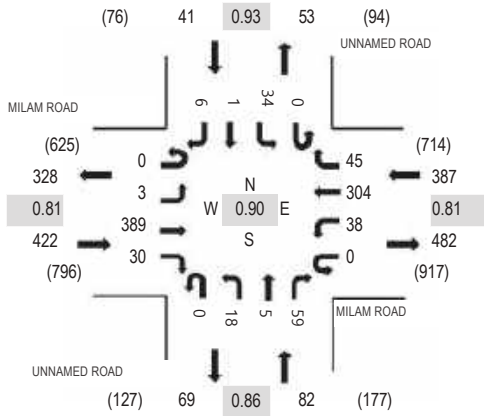 (76) 41 0.93 53 (94)
UNNAMED ROAD
6 1 34 0
MILAM ROAD
(625) 0 45 (714)
328 3 N 304 387
0.81 W 0.90 E 0.81
422 389 S 38 482
(796) 30 0 (917)
0 18 5 59
MILAM ROAD
UNNAMED ROAD
(127) 69 0.86 82 (177)